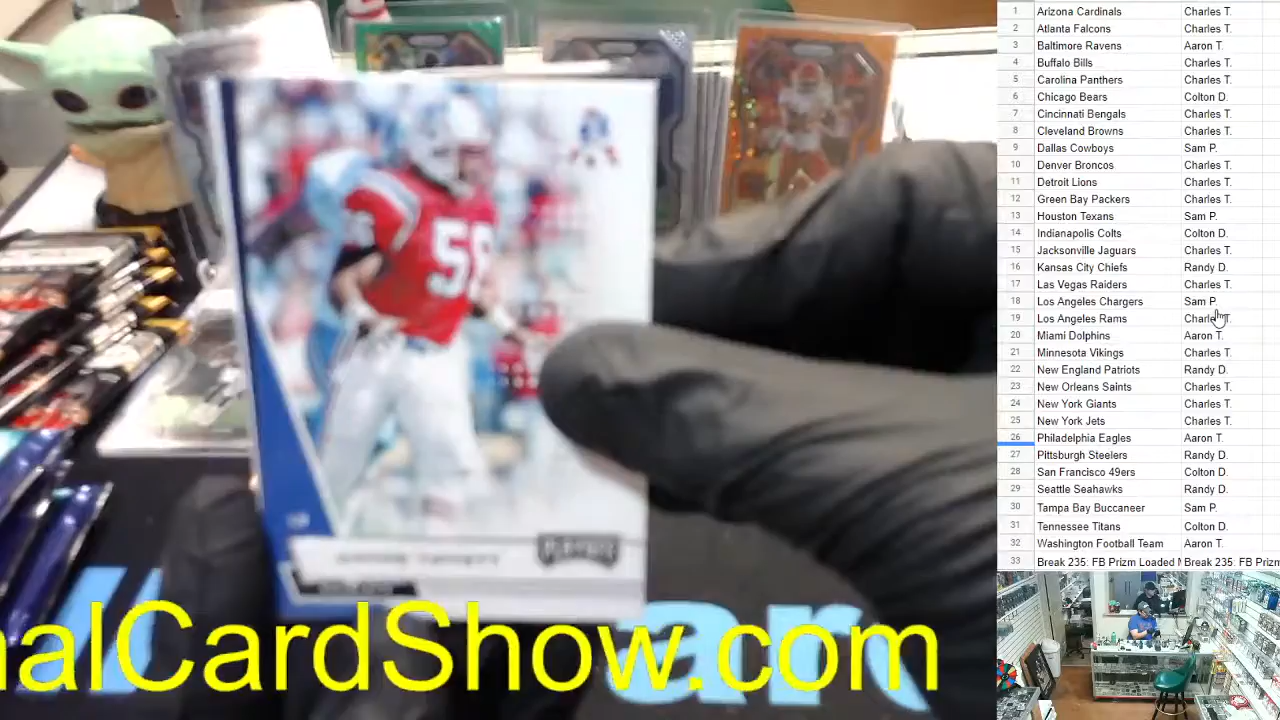 1 Arizona Cardinals Charles T.
2 Atlanta Falcons Charles T.
3 Baltimore Ravens Aaron T.
4 Buffalo Bills Charles T.
5 Carolina Panthers Charles T.
6 Chicago Bears Colton D.
7 Cincinnati Bengals Charles T.
8 Cleveland Browns Charles T.
9 Dallas Cowboys Sam P.
10 Denver Broncos Charles T.
11 Detroit Lions Charles T.
12 Green Bay Packers Charles T.
13 Houston Texans Sam P.
14 Indianapolis Colts Colton D.
15 Jacksonville Jaguars Charles T.
16 Kansas City Chiefs Randy D.
17 Las Vegas Raiders Charles T.
18 Los Angeles Chargers Sam P.
19 Los Angeles Rams Charles T.
20 Miami Dolphins Aaron T.
21 Minnesota Vikings Charles T.
22 New England Patriots Randy D.
23 New Orleans Saints Charles T.
24 New York Giants Charles T.
25 New York Jets Charles T.
26 Philadelphia Eagles Aaron T.
27 Pittsburgh Steelers Randy D.
28 San Francisco 49ers Colton D.
29 Seattle Seahawks Randy D.
30 Tampa Bay Buccaneer Sam P.
31 Tennessee Titans Colton D.
32 Washington Football Team Aaron T.
33 Break 235: FB Prizm Loaded Break 235: FB Prizm
PLAYOFF
nalCardShow.com